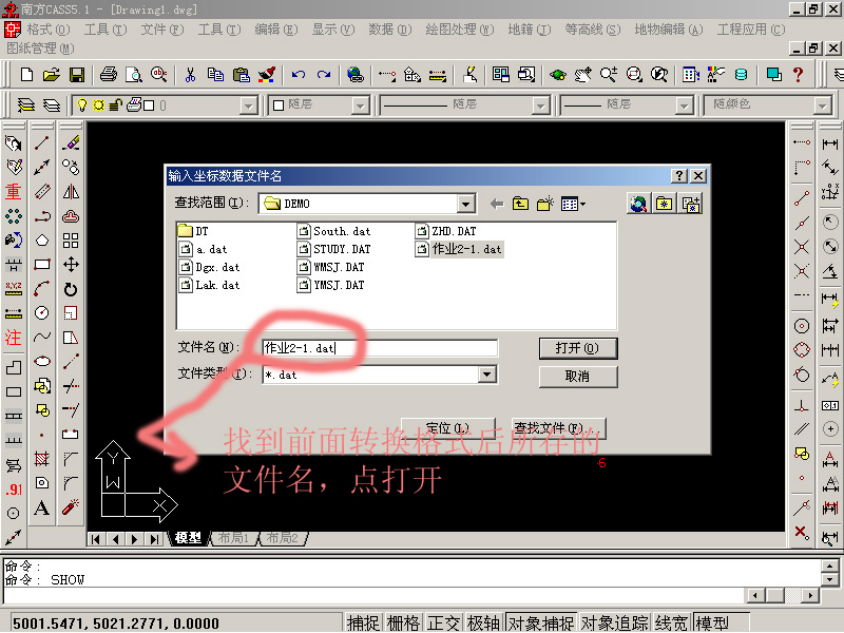 南方CASS5.1 - [Drawing1.dwg]
格式(O) 工具(T) 文件(F) 工具(T) 编辑(E) 显示(V) 数据(D) 绘图处理(W) 地籍(J) 等高线(S) 地物编辑(A) 工程应用(C)
图纸管理(M)
0 随层 随层 随层 随颜色
输入坐标数据文件名
查找范围(I): DEMO
DT South.dat ZHD.DAT
a.dat STUDY.DAT 作业2-1.dat
Dgx.dat WMSJ.DAT
Lak.dat YMSJ.DAT
重
X,Y,Z
注
.91
A
文件名(N): 作业2-1.dat 打开(O)
文件类型(T): *.dat 取消
定位(L) 查找文件(F)...
找到前面转换格式后所存的
文件名，点打开
6
Y
W
X
模型 布局1 布局2
命令:
命令: SHOW
5001.5471, 5021.2771, 0.0000 捕捉 栅格 正交 极轴 对象捕捉 对象追踪 线宽 模型